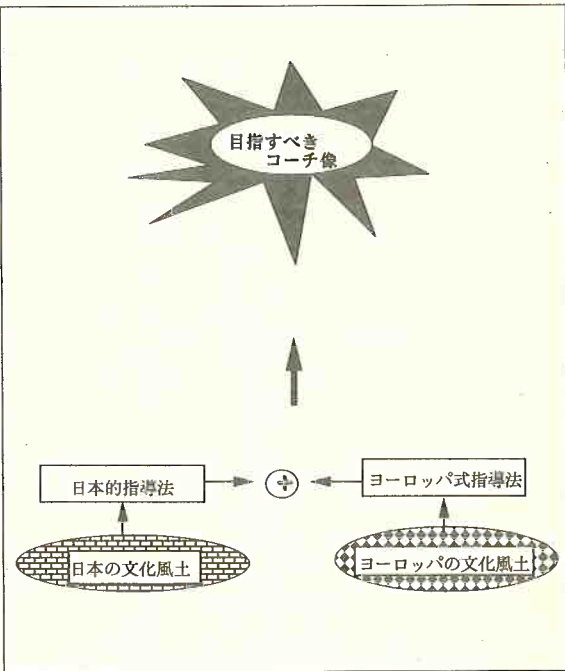 目指すべき
コーチ像
日本的指導法
ヨーロッパ式指導法
日本の文化風土
ヨーロッパの文化風土